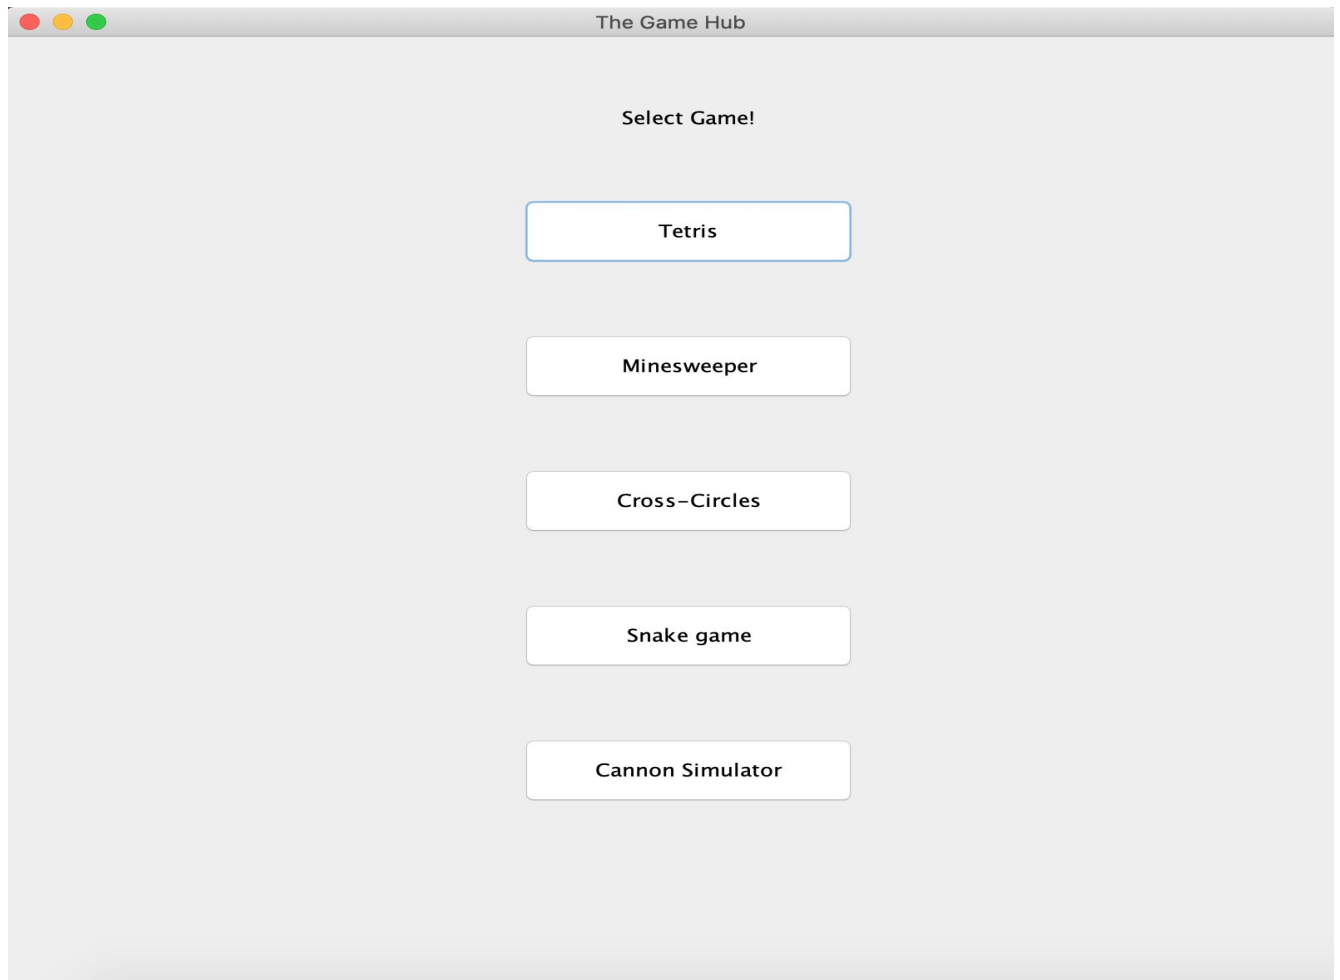 The Game Hub
Select Game!
Tetris
Minesweeper
Cross-Circles
Snake game
Cannon Simulator